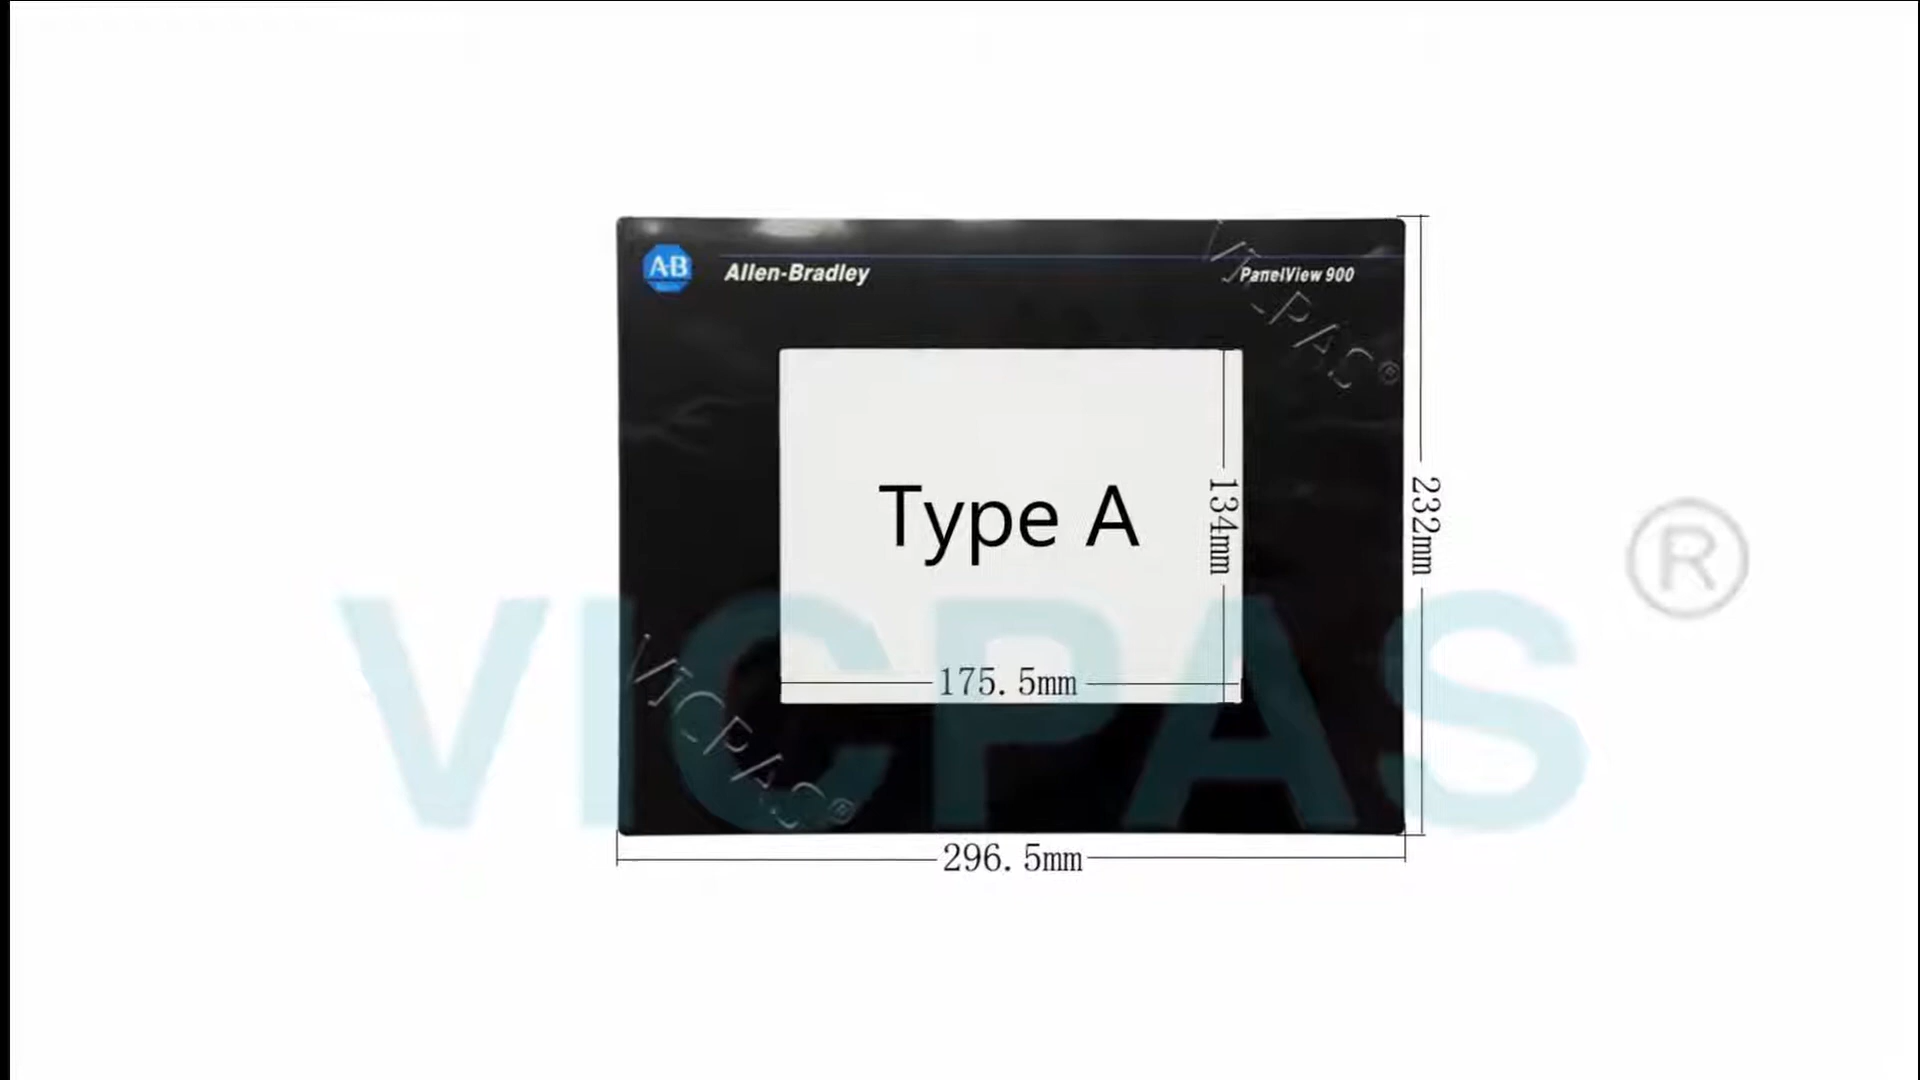 AB
Allen-Bradley
PanelView 900
VICPAS®
Type A
134mm
232mm
175.5mm
VICPAS®
VICPAS®
296.5mm